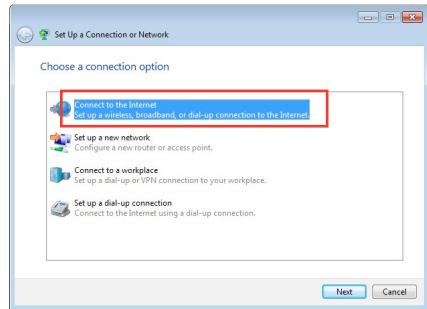 Set Up a Connection or Network
Choose a connection option
Connect to the Internet
Set up a wireless, broadband, or dial-up connection to the Internet.
Set up a new network
Configure a new router or access point.
Connect to a workplace
Set up a dial-up or VPN connection to your workplace.
Set up a dial-up connection
Connect to the Internet using a dial-up connection.
Next Cancel